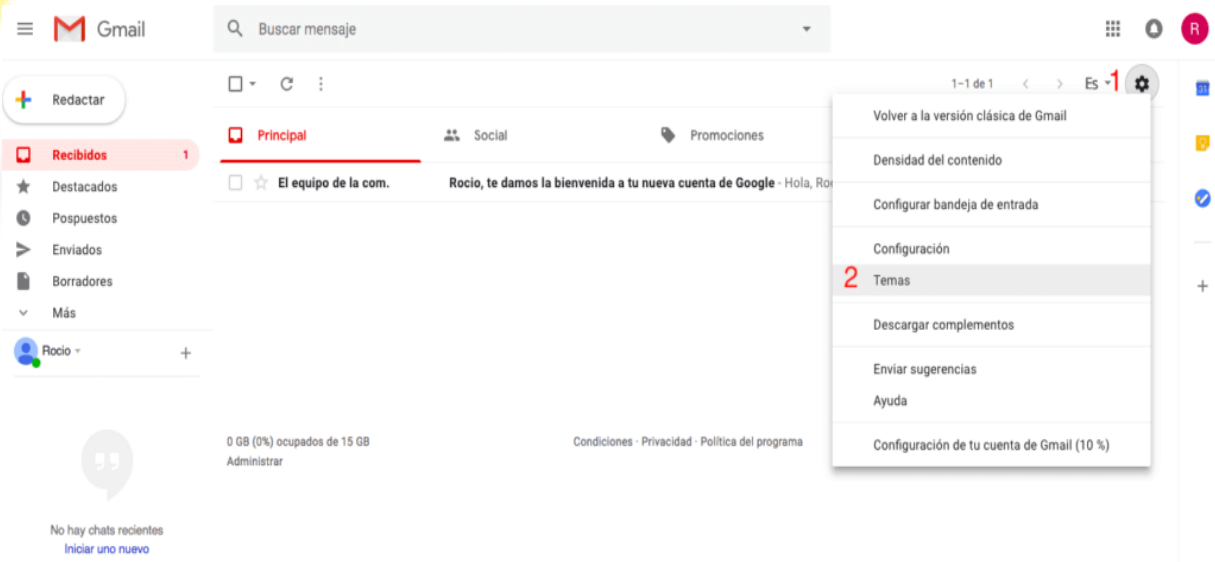 Gmail
Buscar mensaje
R
Redactar
1–1 de 1
Es
1
31
Volver a la versión clásica de Gmail
Principal
Social
Promociones
Recibidos 1
Densidad del contenido
El equipo de la com. Rocio, te damos la bienvenida a tu nueva cuenta de Google - Hola, Ro
Destacados
Configurar bandeja de entrada
Pospuestos
Enviados
Configuración
Borradores
2 Temas
Más
Descargar complementos
Rocio
Enviar sugerencias
Ayuda
0 GB (0%) ocupados de 15 GB
Condiciones · Privacidad · Política del programa
Configuración de tu cuenta de Gmail (10 %)
Administrar
No hay chats recientes
Iniciar uno nuevo